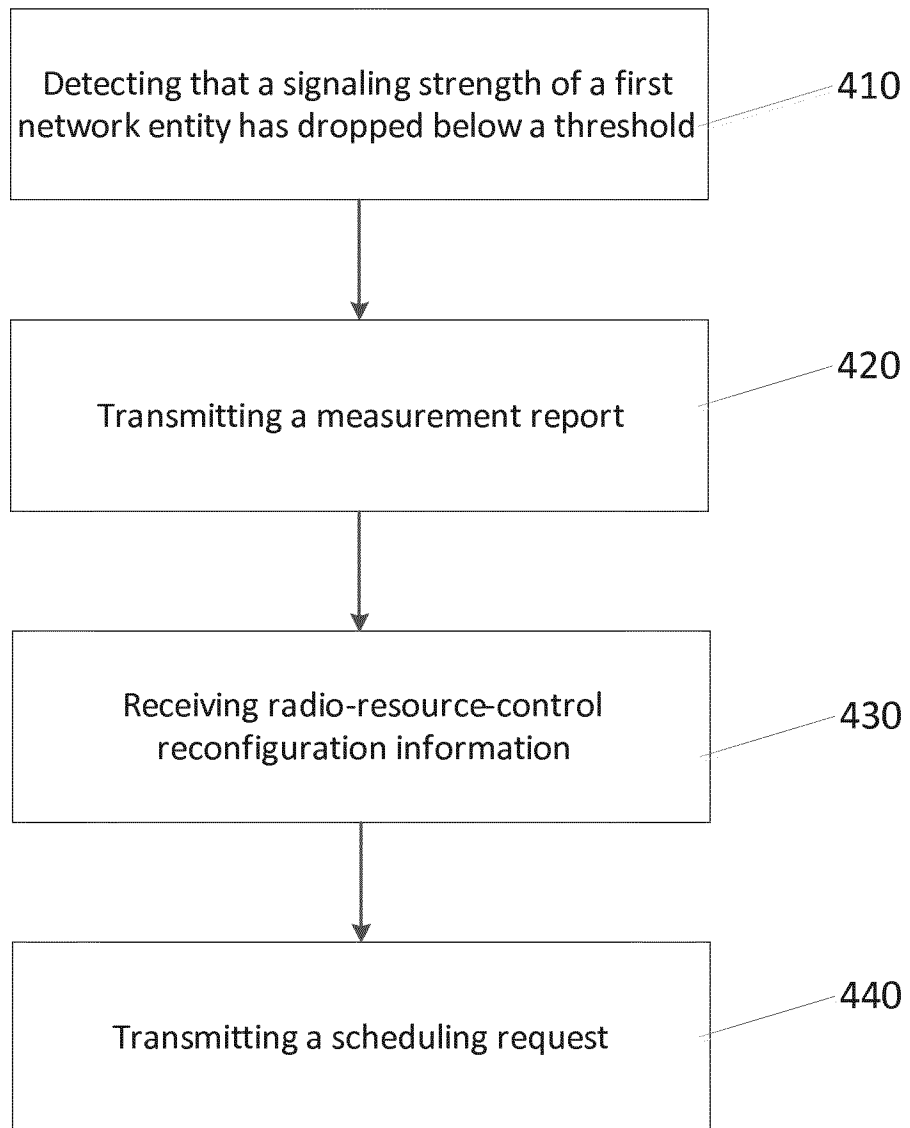 Detecting that a signaling strength of a first
network entity has dropped below a threshold
410
Transmitting a measurement report
420
Receiving radio-resource-control
reconfiguration information
430
Transmitting a scheduling request
440